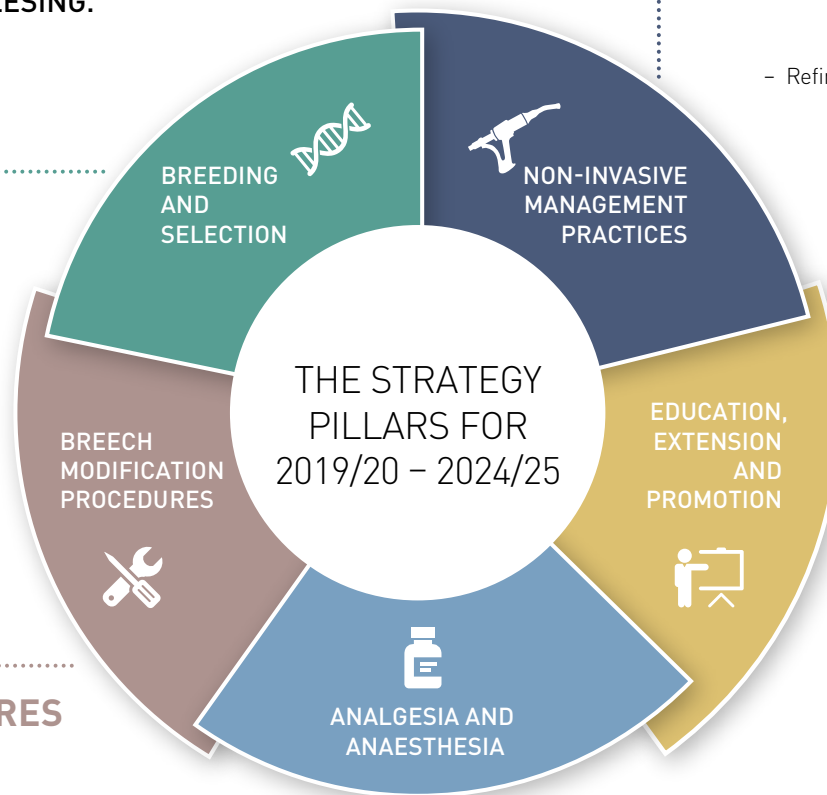 – Refin
BREEDING
AND
SELECTION
NON-INVASIVE
MANAGEMENT
PRACTICES
THE STRATEGY
PILLARS FOR
2019/20 – 2024/25
EDUCATION,
EXTENSION
AND
PROMOTION
BREECH
MODIFICATION
PROCEDURES
RES
ANALGESIA AND
ANAESTHESIA